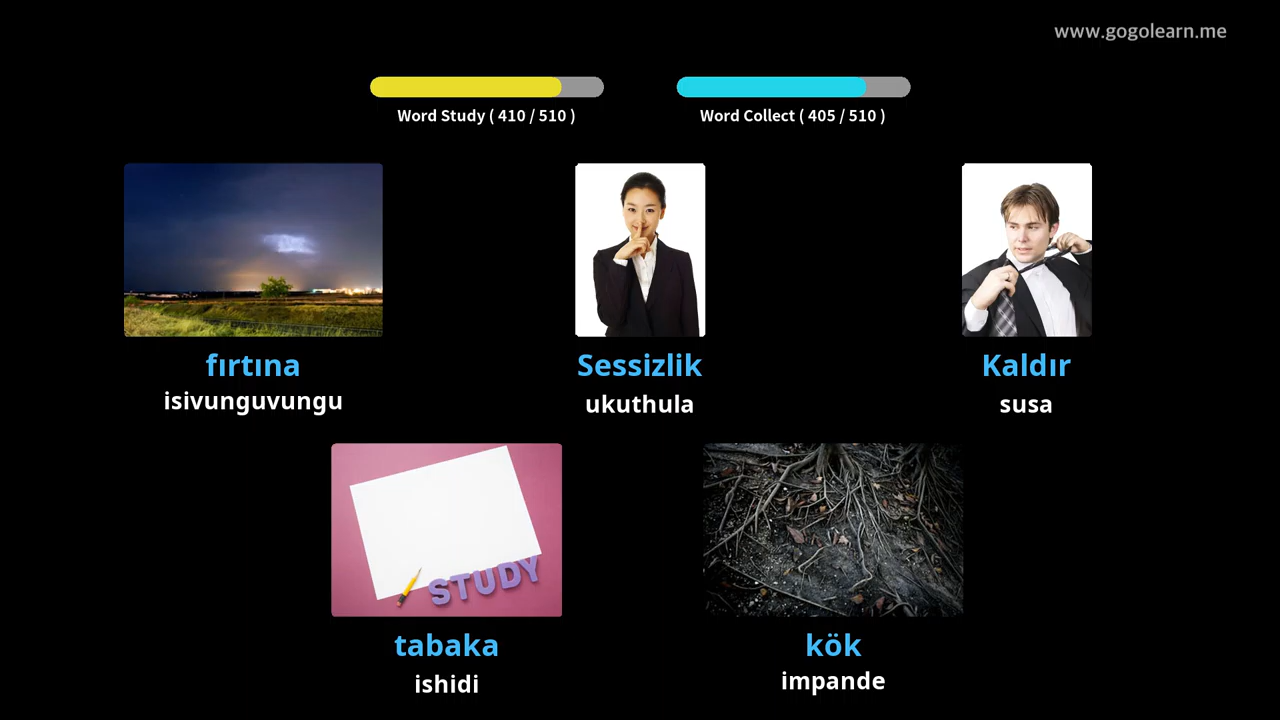 www.gogolearn.me
Word Study ( 410 / 510 )
Word Collect ( 405 / 510 )
fırtına
isivunguvungu
Sessizlik
ukuthula
Kaldır
susa
STUDY
tabaka
ishidi
kök
impande